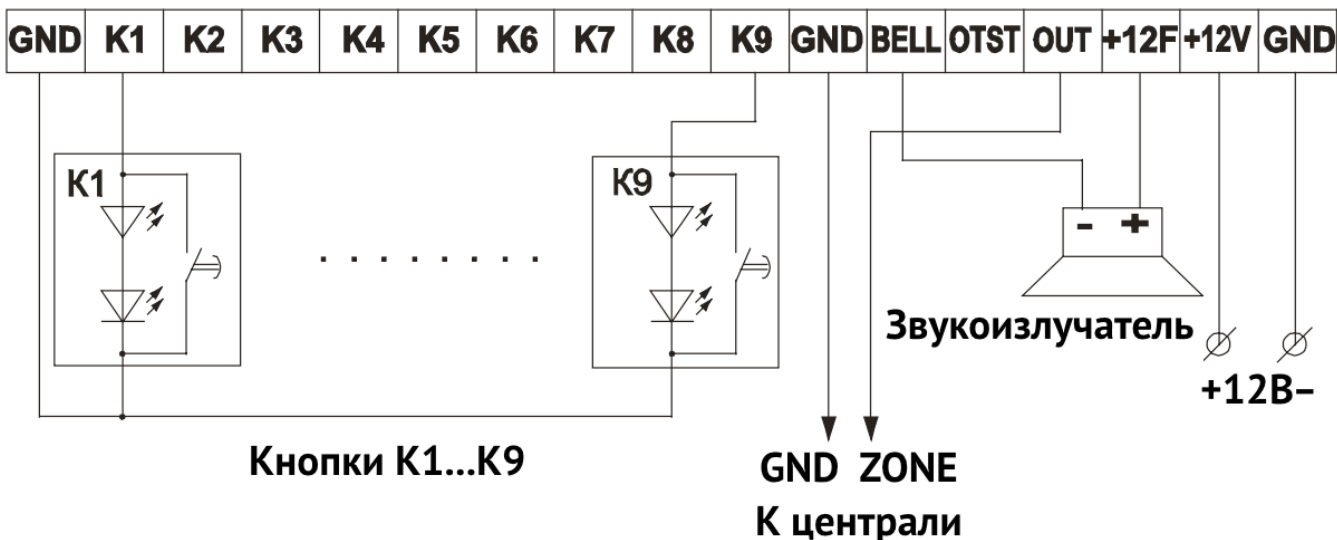 GND K1 K2 K3 K4 K5 K6 K7 K8 K9 GND BELL OTST OUT +12F +12V GND
K1 K9
- +
Звукоизлучатель
+12В–
Кнопки К1...К9
GND ZONE
К централи